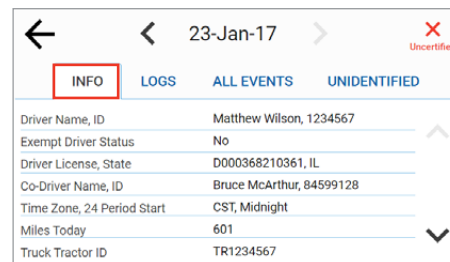 23-Jan-17
Uncertified
INFO LOGS ALL EVENTS UNIDENTIFIED
Driver Name, ID Matthew Wilson, 1234567
Exempt Driver Status No
Driver License, State D000368210361, IL
Co-Driver Name, ID Bruce McArthur, 84599128
Time Zone, 24 Period Start CST, Midnight
Miles Today 601
Truck Tractor ID TR1234567